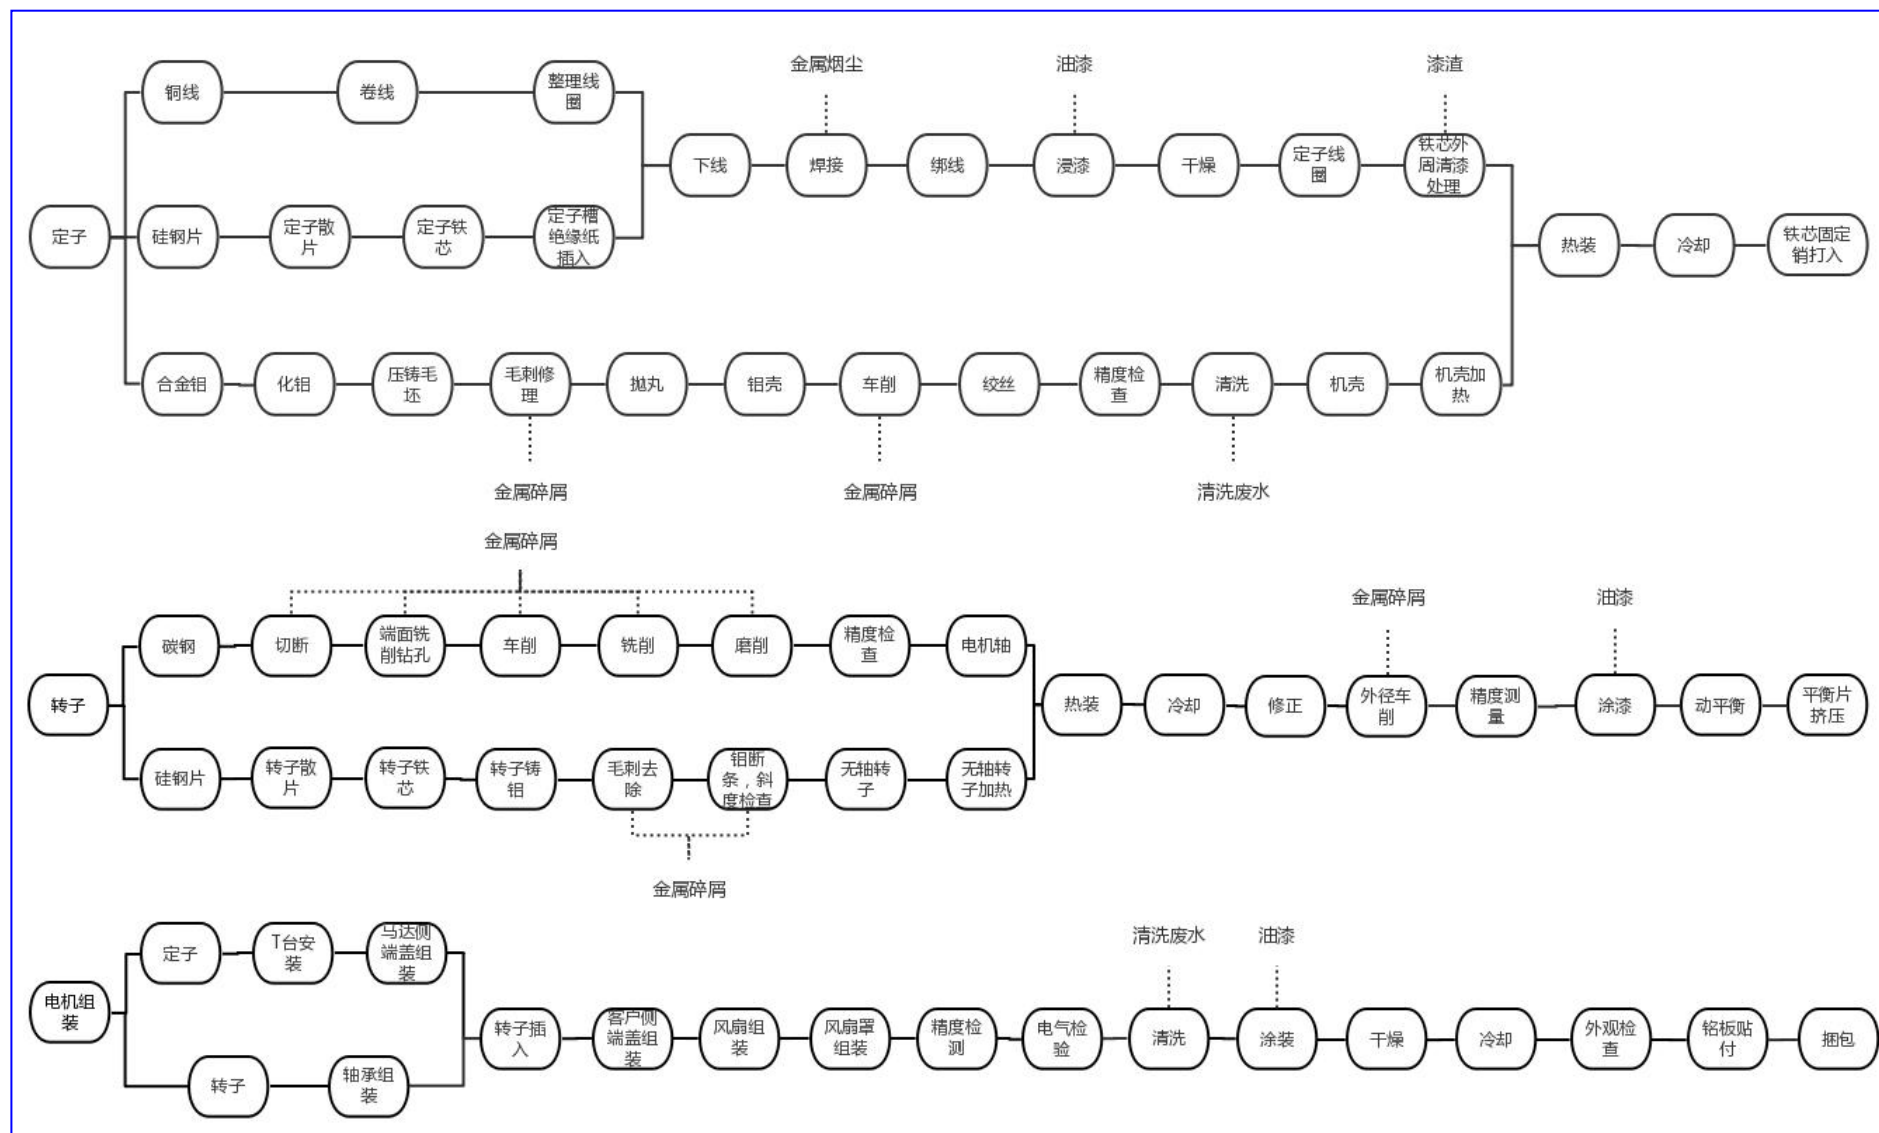 金属烟尘
油漆
漆渣
铜线
卷线
整理线
圈
下线
焊接
绑线
浸漆
干燥
定子线
圈
铁芯外
周清漆
处理
定子
硅钢片
定子散
片
定子铁
芯
定子槽
绝缘纸
插入
热装
冷却
铁芯固定
销打入
合金铝
化铝
压铸毛
坯
毛刺修
理
抛丸
铝壳
车削
绞丝
精度检
查
清洗
机壳
机壳加
热
金属碎屑
金属碎屑
清洗废水
金属碎屑
金属碎屑
油漆
碳钢
切断
端面铣
削钻孔
车削
铣削
磨削
精度检
查
电机轴
转子
热装
冷却
修正
外径车
削
精度测
量
涂漆
动平衡
平衡片
挤压
硅钢片
转子散
片
转子铁
芯
转子铸
铝
毛刺去
除
铝断
条，斜
度检查
无轴转
子
无轴转
子加热
金属碎屑
清洗废水
油漆
定子
T台安
装
马达侧
端盖组
装
电机组
装
转子插
入
客户侧
端盖组
装
风扇组
装
风扇罩
组装
精度检
测
电气检
验
清洗
涂装
干燥
冷却
外观检
查
铭板贴
付
捆包
转子
轴承组
装